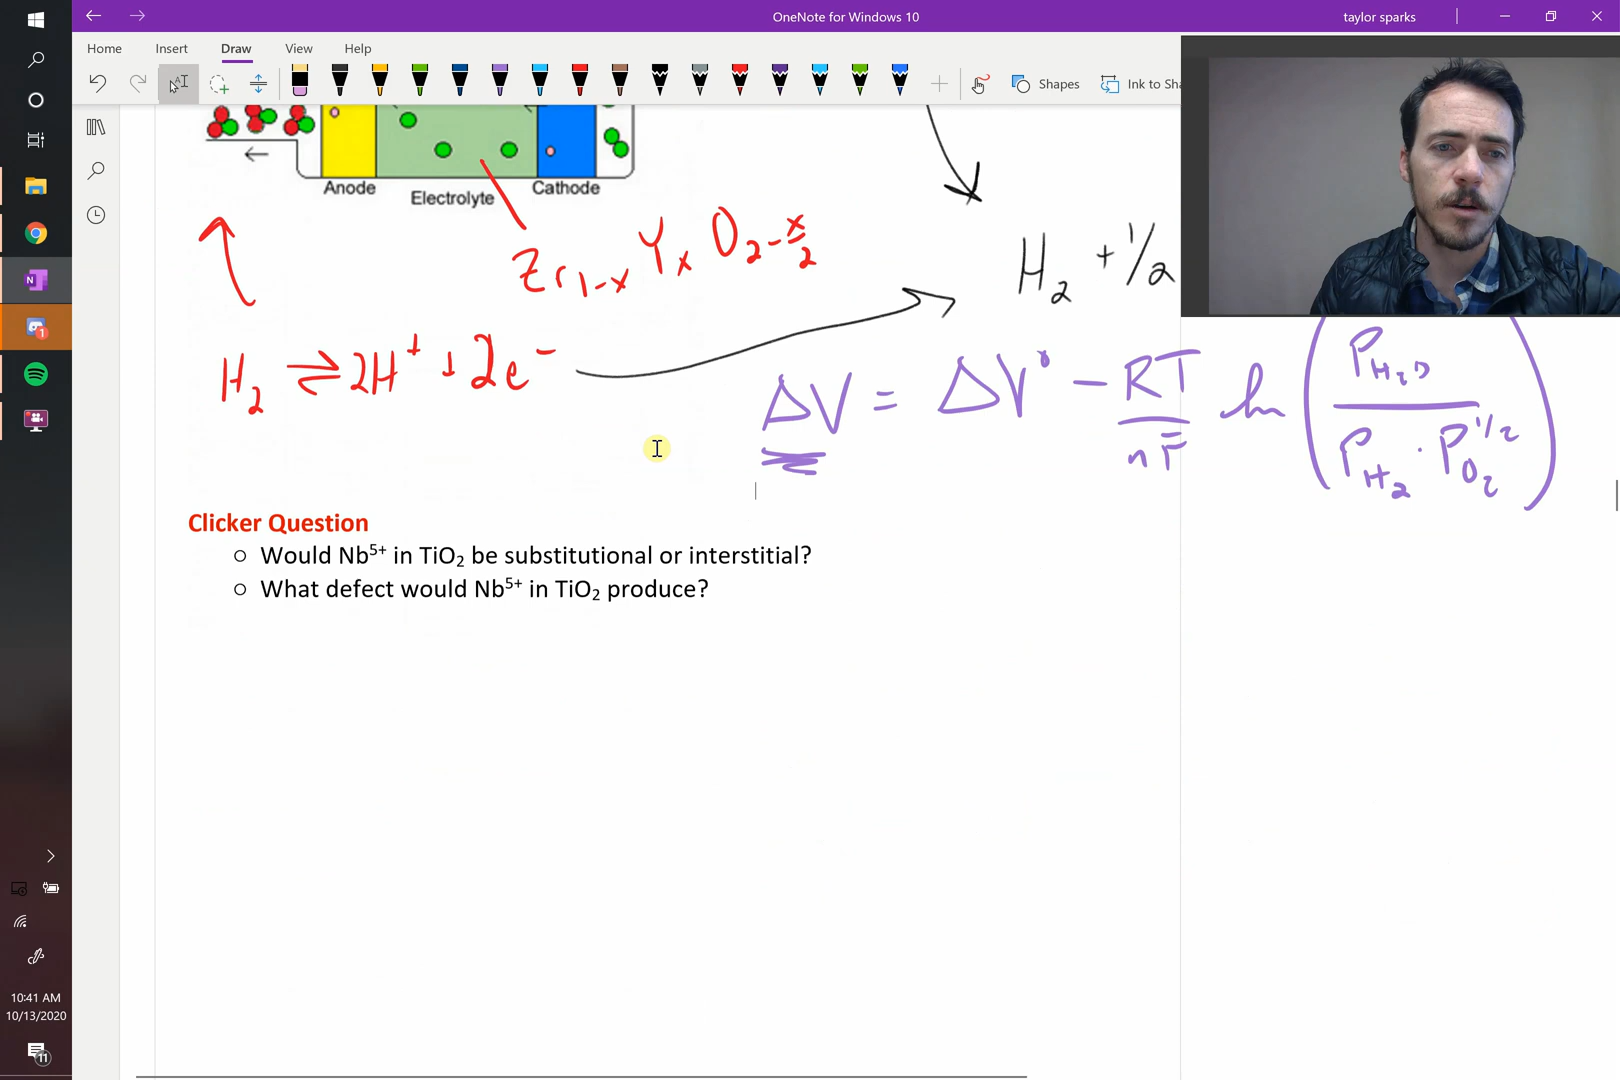 OneNote for Windows 10
taylor sparks
Home Insert Draw View Help
Shapes
Ink to Sha
Anode
Electrolyte
Cathode
Zr1-x Yx O2-x/2
H2 + 1/2
H2 ⇌ 2H+ + 2e-
ΔV = ΔV° - RT/nF ln (PH2O / PH2 · PO2 1/2)
Clicker Question
○ Would Nb5+ in TiO2 be substitutional or interstitial?
○ What defect would Nb5+ in TiO2 produce?
10:41 AM
10/13/2020
11